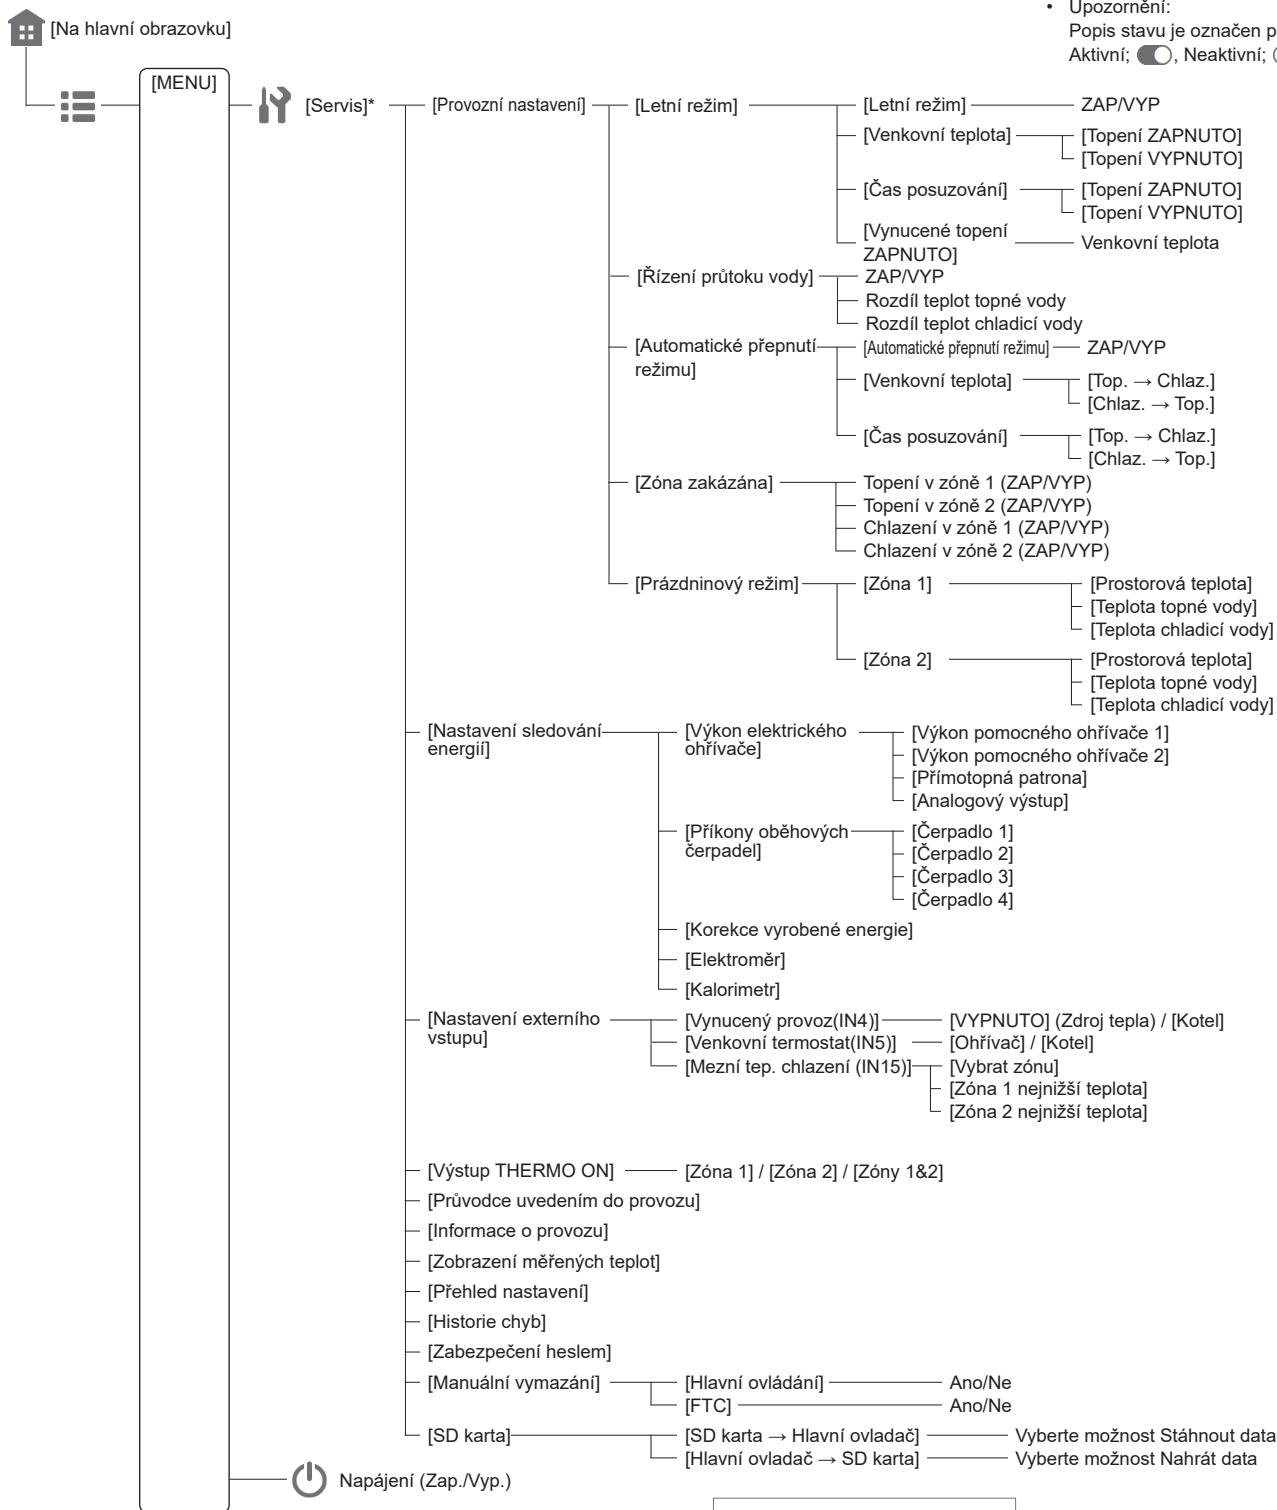 • Upozornění:
Popis stavu je označen p
Aktivní; , Neaktivní;
[Na hlavní obrazovku]
[MENU]
[Servis]*
[Provozní nastavení]
[Letní režim]
[Letní režim]
ZAP/VYP
[Venkovní teplota]
[Topení ZAPNUTO]
[Topení VYPNUTO]
[Čas posuzování]
[Topení ZAPNUTO]
[Topení VYPNUTO]
[Vynucené topení
ZAPNUTO]
Venkovní teplota
[Řízení průtoku vody]
ZAP/VYP
Rozdíl teplot topné vody
Rozdíl teplot chladicí vody
[Automatické přepnutí
režimu]
[Automatické přepnutí režimu]
ZAP/VYP
[Venkovní teplota]
[Top. → Chlaz.]
[Chlaz. → Top.]
[Čas posuzování]
[Top. → Chlaz.]
[Chlaz. → Top.]
[Zóna zakázána]
Topení v zóně 1 (ZAP/VYP)
Topení v zóně 2 (ZAP/VYP)
Chlazení v zóně 1 (ZAP/VYP)
Chlazení v zóně 2 (ZAP/VYP)
[Prázdninový režim]
[Zóna 1]
[Prostorová teplota]
[Teplota topné vody]
[Teplota chladicí vody]
[Zóna 2]
[Prostorová teplota]
[Teplota topné vody]
[Teplota chladicí vody]
[Nastavení sledování
energií]
[Výkon elektrického
ohřívače]
[Výkon pomocného ohřívače 1]
[Výkon pomocného ohřívače 2]
[Přímotopná patrona]
[Analogový výstup]
[Příkony oběhových
čerpadel]
[Čerpadlo 1]
[Čerpadlo 2]
[Čerpadlo 3]
[Čerpadlo 4]
[Korekce vyrobené energie]
[Elektroměr]
[Kalorimetr]
[Nastavení externího
vstupu]
[Vynucený provoz(IN4)]
[VYPNUTO] (Zdroj tepla) / [Kotel]
[Venkovní termostat(IN5)]
[Ohřívač] / [Kotel]
[Mezní tep. chlazení (IN15)]
[Vybrat zónu]
[Zóna 1 nejnižší teplota]
[Zóna 2 nejnižší teplota]
[Výstup THERMO ON]
[Zóna 1] / [Zóna 2] / [Zóny 1&2]
[Průvodce uvedením do provozu]
[Informace o provozu]
[Zobrazení měřených teplot]
[Přehled nastavení]
[Historie chyb]
[Zabezpečení heslem]
[Manuální vymazání]
[Hlavní ovládání]
Ano/Ne
[FTC]
Ano/Ne
[SD karta]
[SD karta → Hlavní ovladač]
Vyberte možnost Stáhnout data
[Hlavní ovladač → SD karta]
Vyberte možnost Nahrát data
Napájení (Zap./Vyp.)